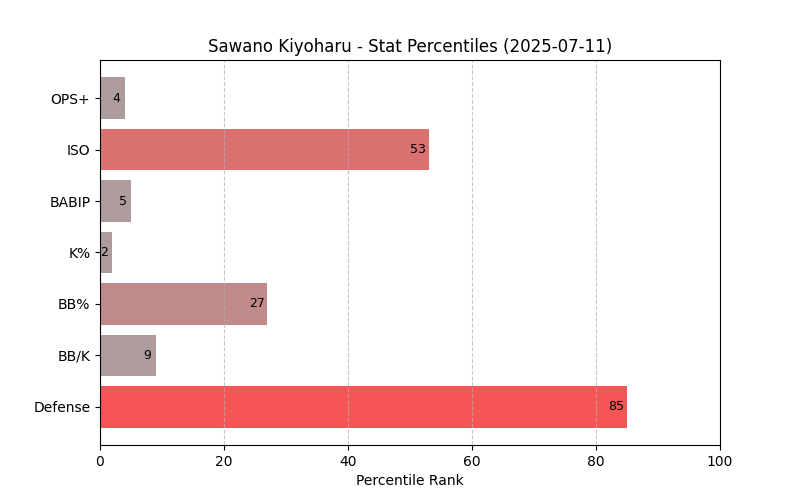 Sawano Kiyoharu - Stat Percentiles (2025-07-11)
OPS+ 4
ISO 53
BABIP 5
K% 2
BB% 27
BB/K 9
Defense 85
0 20 40 60 80 100
Percentile Rank